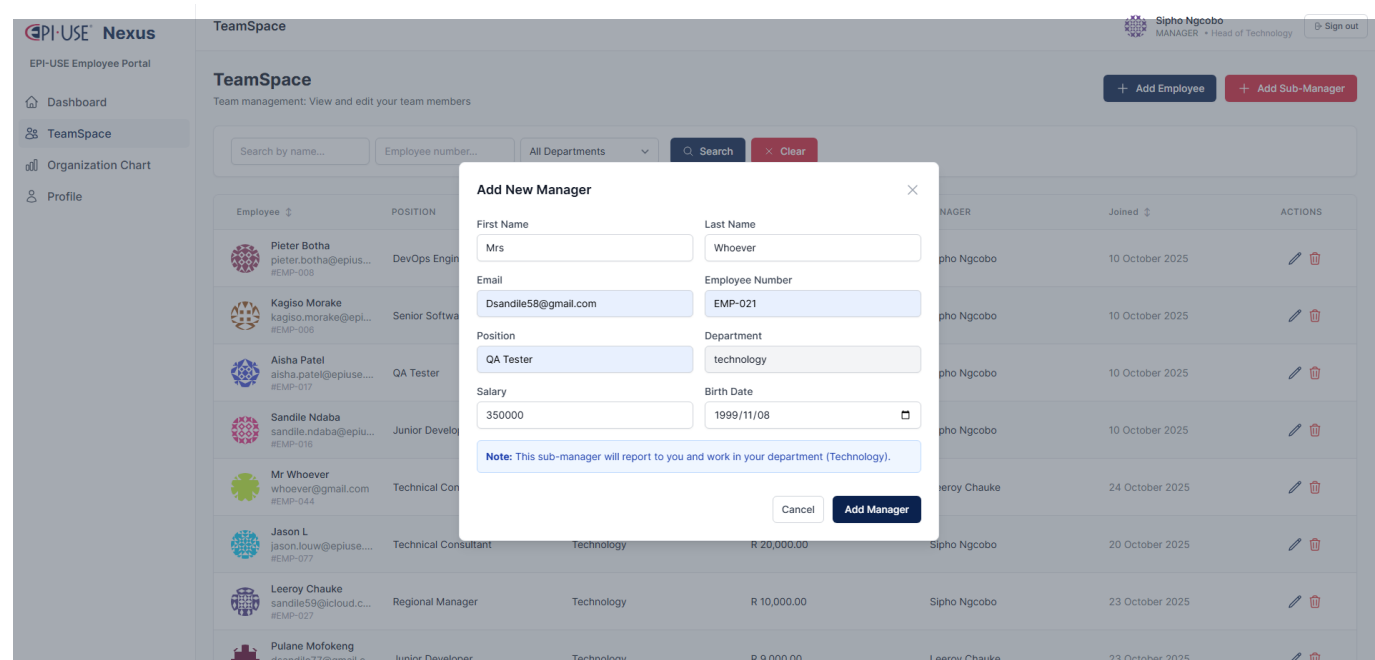 EPI·USE® Nexus
EPI-USE Employee Portal
Dashboard
TeamSpace
Organization Chart
Profile
TeamSpace
Sipho Ngcobo
MANAGER • Head of Technology
Sign out
TeamSpace
Team management: View and edit your team members
Add Employee
Add Sub-Manager
Search by name...
Employee number...
All Departments
Search
Clear
Employee
POSITION
NAGER
Joined
ACTIONS
Pieter Botha
pieter.botha@epius...
#EMP-008
DevOps Engin
pho Ngcobo
10 October 2025
Kagiso Morake
kagiso.morake@epi...
#EMP-006
Senior Softwa
pho Ngcobo
10 October 2025
Aisha Patel
aisha.patel@epiuse....
#EMP-017
QA Tester
pho Ngcobo
10 October 2025
Sandile Ndaba
sandile.ndaba@epiu...
#EMP-016
Junior Develop
pho Ngcobo
10 October 2025
Mr Whoever
whoever@gmail.com
#EMP-044
Technical Con
eeroy Chauke
24 October 2025
Jason L
jason.louw@epiuse....
#EMP-077
Technical Consultant
Technology
R 20,000.00
Sipho Ngcobo
20 October 2025
Leeroy Chauke
sandile59@icloud.c...
#EMP-027
Regional Manager
Technology
R 10,000.00
Sipho Ngcobo
23 October 2025
Pulane Mofokeng
dsandile77@gmail.c...
Junior Developer
Technology
R 9,000.00
Leeroy Chauke
23 October 2025
Add New Manager
First Name
Last Name
Mrs
Whoever
Email
Employee Number
Dsandile58@gmail.com
EMP-021
Position
Department
QA Tester
technology
Salary
Birth Date
350000
1999/11/08
Note: This sub-manager will report to you and work in your department (Technology).
Cancel
Add Manager